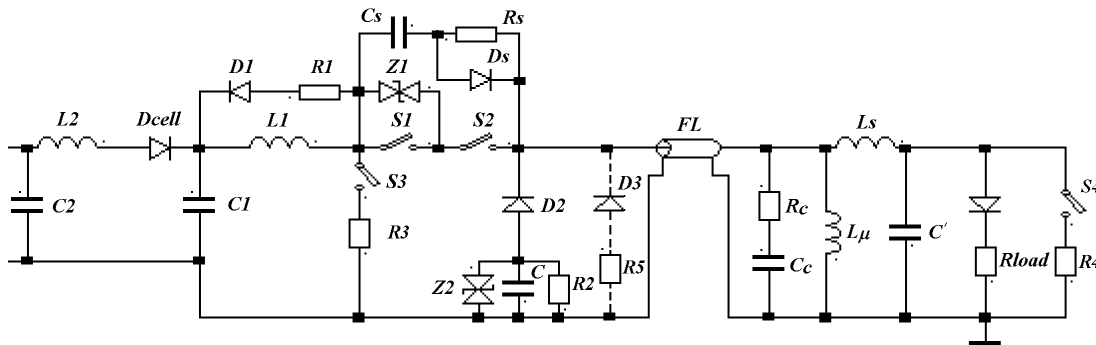 Cs Rs
Ds
D1 R1 Z1
L2 Dcell L1 S1 S2 FL Ls
C2 C1 S3 D2 D3 S4
R3 Rc Lμ C'
Z2 C R2 R5 Cc Rload R4